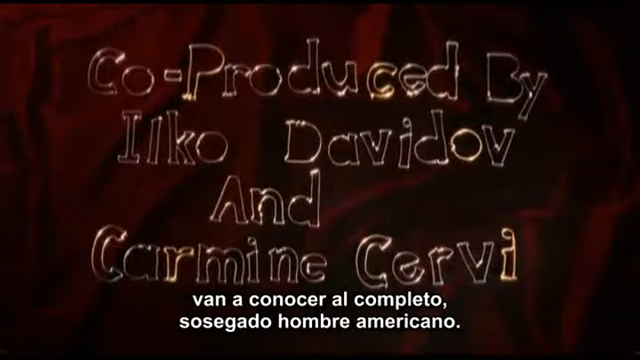 Co-Produced By
Ilko Davidov
And
Carmine Cervi
van a conocer al completo,
sosegado hombre americano.